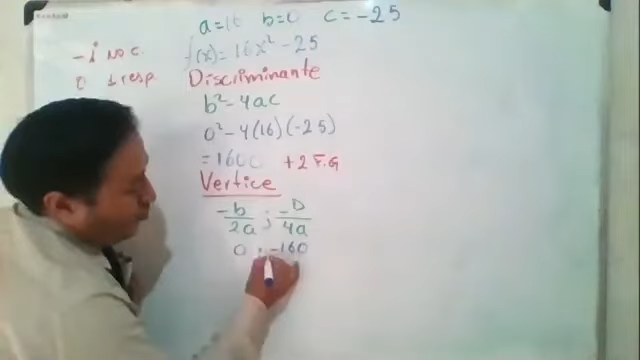 a=16 b=0 c=-25
f(x)=16x²-25
-1 no c.
0 1 resp.
Discriminante
b²-4ac
0²-4(16)(-25)
=1600 +2 F.G
Vertice
-b/2a ; -D/4a
0 ; -160